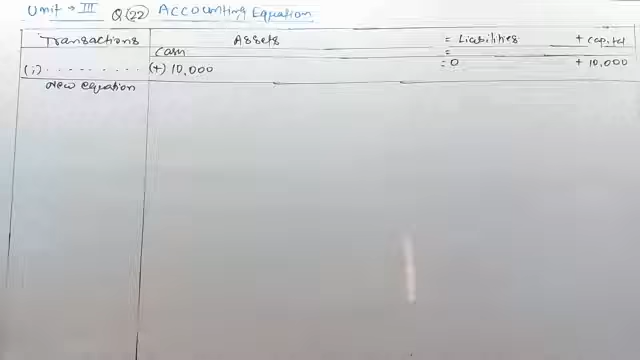 Unit → III Q(22) Accounting Equation
Transactions Assets = Liabilities + Capital
Cash =
(i) ......... (+) 10,000 = 0 + 10,000
New equation